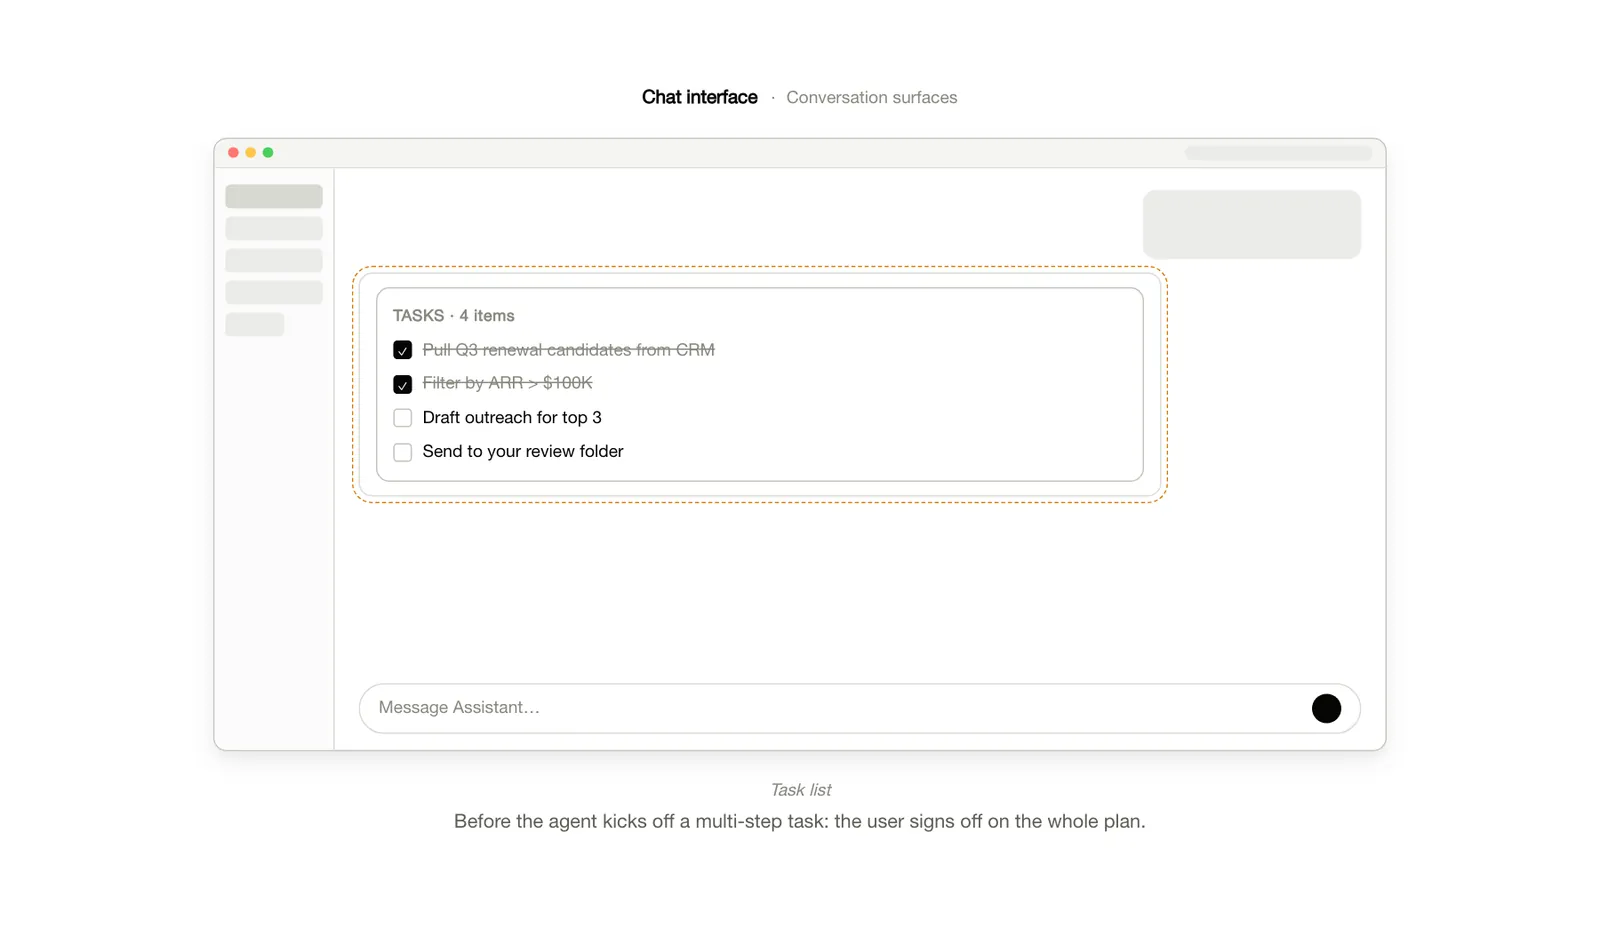 Chat interface · Conversation surfaces
TASKS · 4 items
Pull Q3 renewal candidates from CRM
Filter by ARR > $100K
Draft outreach for top 3
Send to your review folder
Message Assistant...
Task list
Before the agent kicks off a multi-step task: the user signs off on the whole plan.